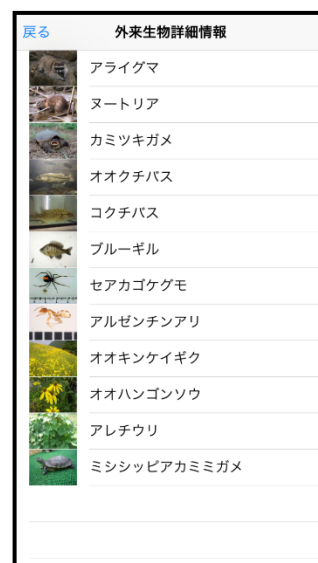 戻る 外来生物詳細情報
アライグマ
ヌートリア
カミツキガメ
オオクチバス
コクチバス
ブルーギル
セアカゴケグモ
アルゼンチンアリ
オオキンケイギク
オオハンゴンソウ
アレチウリ
ミシシッピアカミミガメ